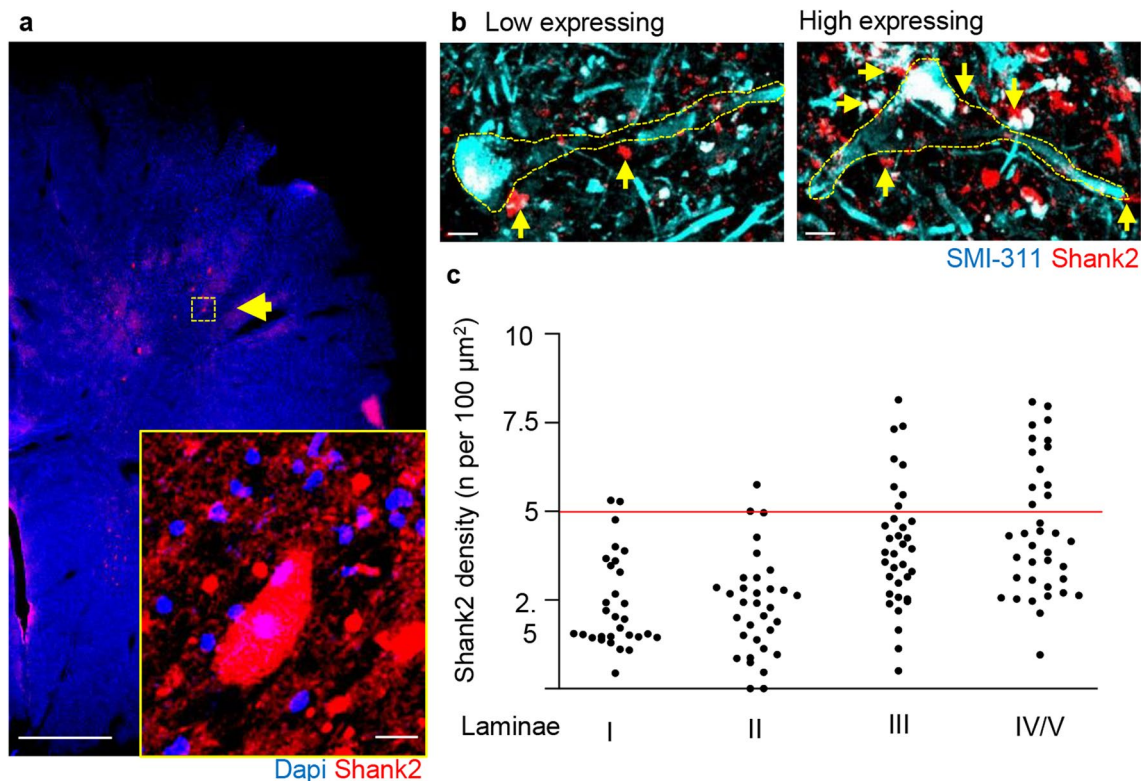 a
Dapi Shank2
b Low expressing High expressing
SMI-311 Shank2
c
Shank2 density (n per 100 µm²)
10
7.5
5
2.
5
Laminae I II III IV/V